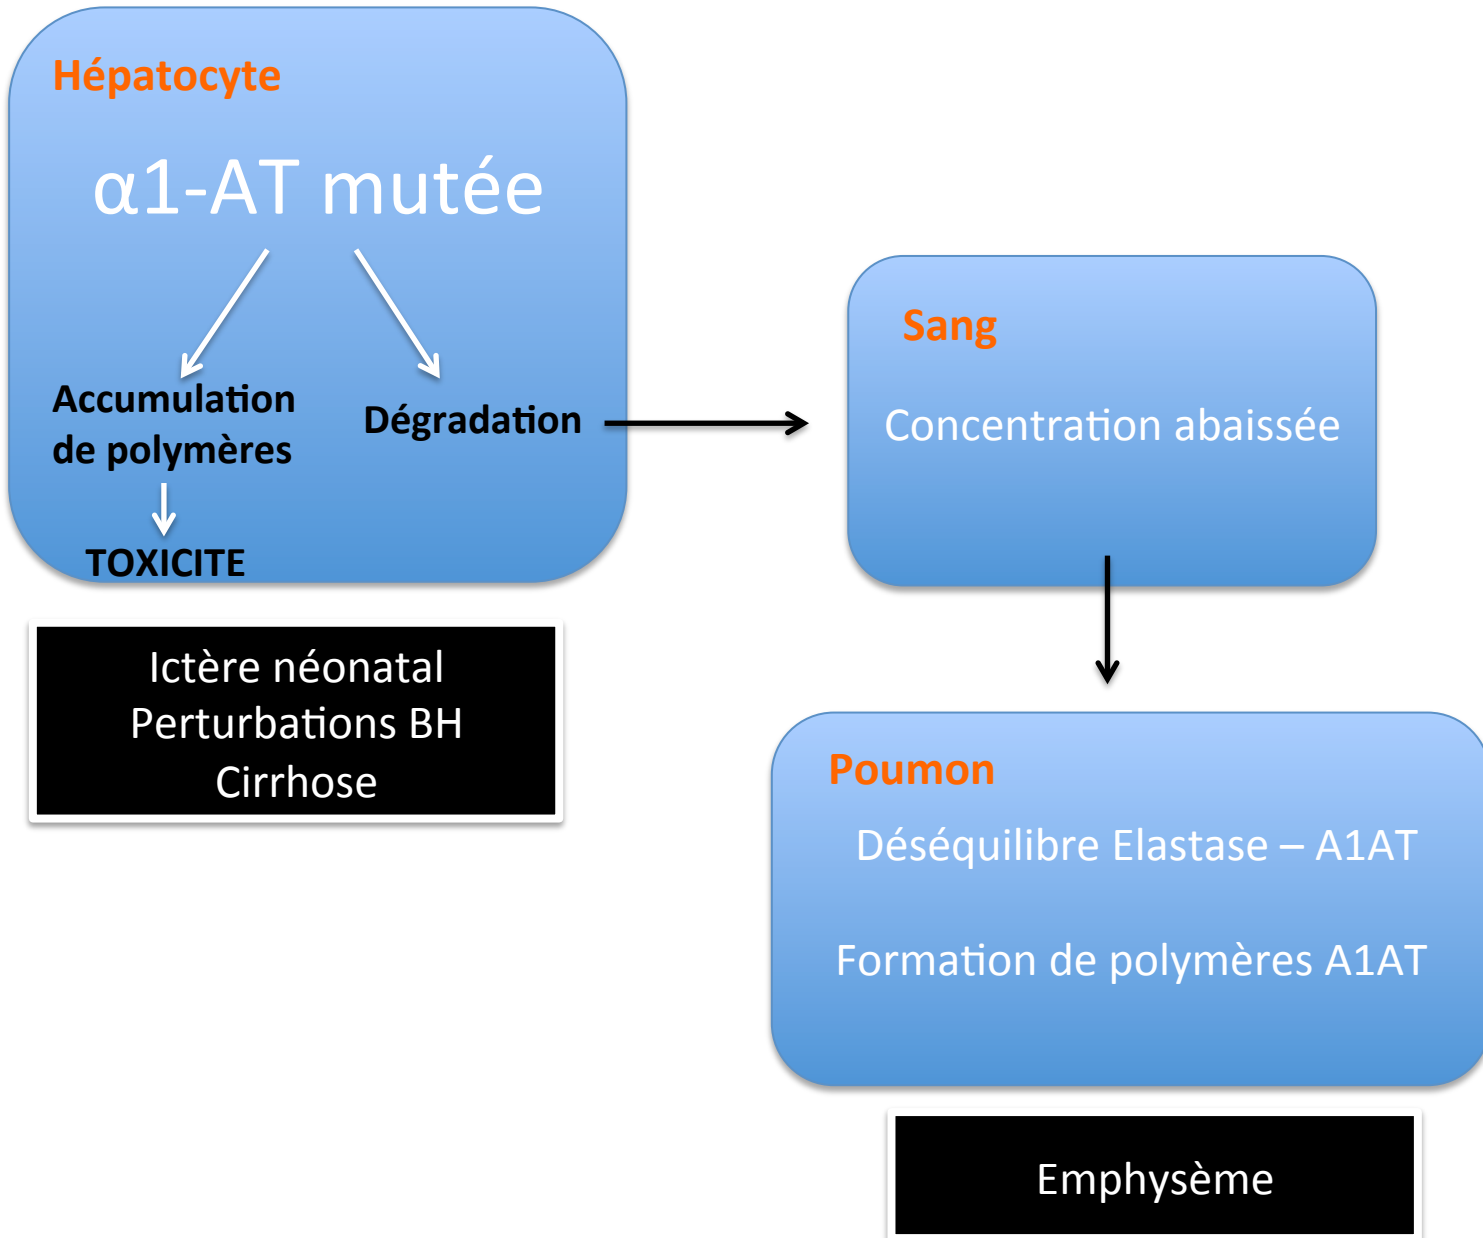 Hépatocyte
α1-AT mutée
Accumulation
de polymères
Dégradation
TOXICITE
Ictère néonatal
Perturbations BH
Cirrhose
Sang
Concentration abaissée
Poumon
Déséquilibre Elastase – A1AT
Formation de polymères A1AT
Emphysème